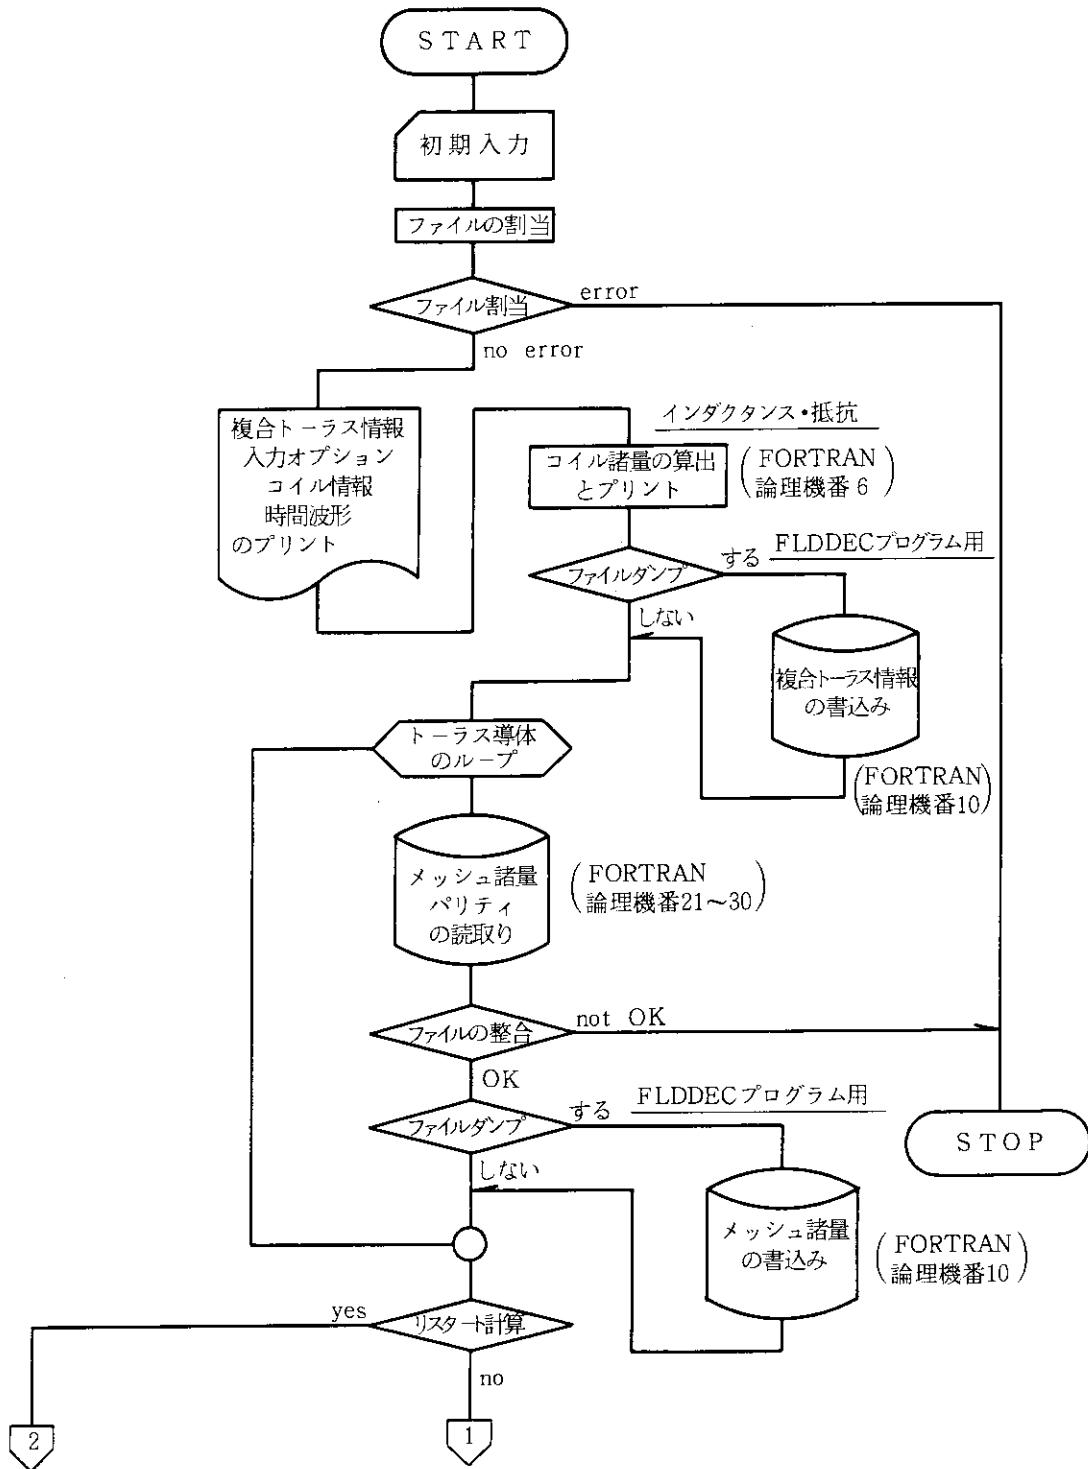 START
初期入力
ファイルの割当
ファイル割当
error
no error
複合トーラス情報
入力オプション
コイル情報
時間波形
のプリント
インダクタンス・抵抗
コイル諸量の算出
とプリント
(FORTRAN
論理機番6)
ファイルダンプ
する
FLDDECプログラム用
しない
複合トーラス情報
の書込み
(FORTRAN
論理機番10)
トーラス導体
のループ
メッシュ諸量
パリティ
の読取り
(FORTRAN
論理機番21〜30)
ファイルの整合
not OK
OK
ファイルダンプ
する
FLDDECプログラム用
しない
STOP
メッシュ諸量
の書込み
(FORTRAN
論理機番10)
リスタート計算
yes
no
2
1